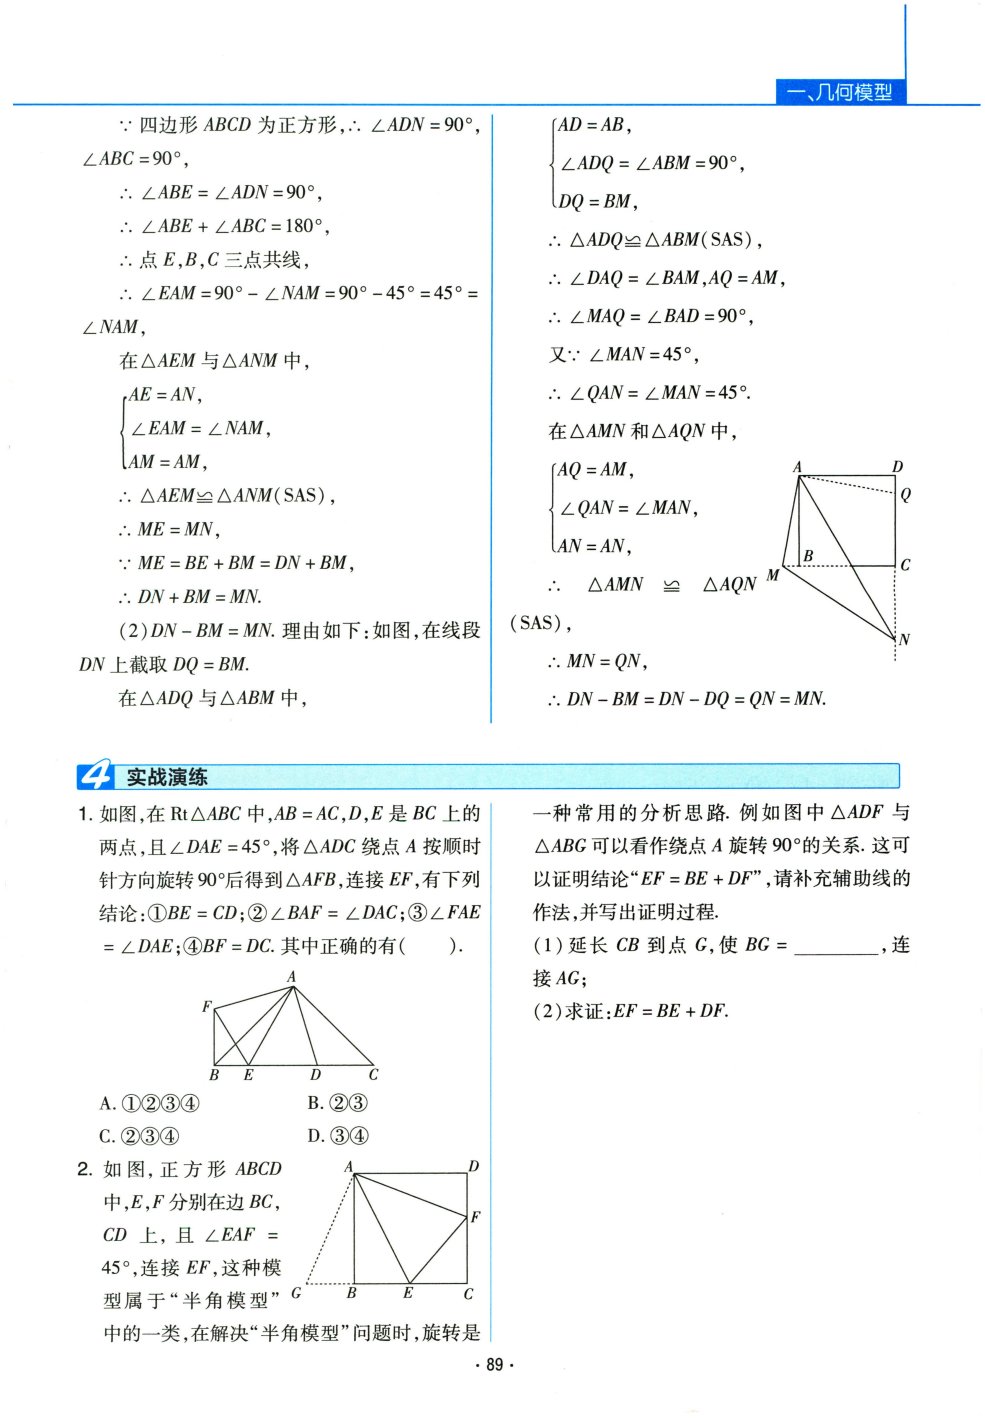 一、几何模型
∵ 四边形 ABCD 为正方形,∴ ∠ADN = 90°,
∠ABC = 90°,
∴ ∠ABE = ∠ADN = 90°,
∴ ∠ABE + ∠ABC = 180°,
∴ 点 E,B,C 三点共线,
∴ ∠EAM = 90° - ∠NAM = 90° - 45° = 45° =
∠NAM,
在△AEM 与△ANM 中,
AE = AN,
∠EAM = ∠NAM,
AM = AM,
∴ △AEM≌△ANM(SAS),
∴ ME = MN,
∵ ME = BE + BM = DN + BM,
∴ DN + BM = MN.
(2)DN - BM = MN. 理由如下:如图,在线段
DN 上截取 DQ = BM.
在△ADQ 与△ABM 中,
AD = AB,
∠ADQ = ∠ABM = 90°,
DQ = BM,
∴ △ADQ≌△ABM(SAS),
∴ ∠DAQ = ∠BAM,AQ = AM,
∴ ∠MAQ = ∠BAD = 90°,
又∵ ∠MAN = 45°,
∴ ∠QAN = ∠MAN = 45°.
在△AMN 和△AQN 中,
AQ = AM,
∠QAN = ∠MAN,
AN = AN,
∴ △AMN ≌ △AQN
(SAS),
∴ MN = QN,
∴ DN - BM = DN - DQ = QN = MN.
A D
Q
B
C
M
N
4 实战演练
1. 如图,在 Rt△ABC 中,AB = AC,D,E 是 BC 上的
两点,且∠DAE = 45°,将△ADC 绕点 A 按顺时
针方向旋转 90°后得到△AFB,连接 EF,有下列
结论:①BE = CD;②∠BAF = ∠DAC;③∠FAE
= ∠DAE;④BF = DC. 其中正确的有( ).
A
F
B E D C
A. ①②③④ B. ②③
C. ②③④ D. ③④
2. 如图,正方形 ABCD
中,E,F 分别在边 BC,
CD 上,且 ∠EAF =
45°,连接 EF,这种模
型属于“半角模型”
中的一类,在解决“半角模型”问题时,旋转是
A D
F
G B E C
一种常用的分析思路. 例如图中△ADF 与
△ABG 可以看作绕点 A 旋转 90°的关系. 这可
以证明结论“EF = BE + DF”,请补充辅助线的
作法,并写出证明过程.
(1)延长 CB 到点 G,使 BG = ________,连
接 AG;
(2)求证:EF = BE + DF.
· 89 ·